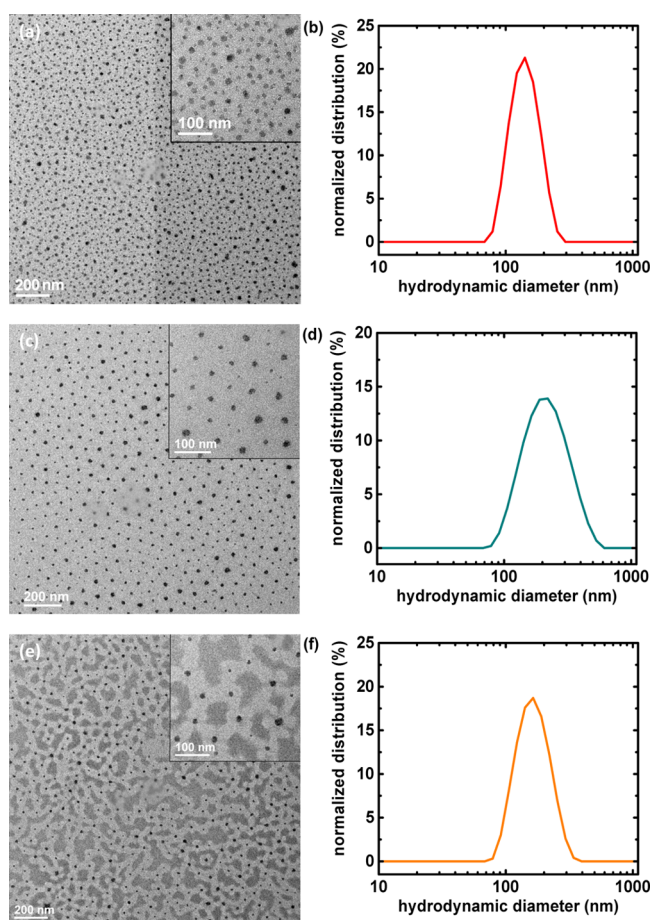 (a)
100 nm
200 nm
(b)
normalized distribution (%)
25
20
15
10
5
0
10
100
1000
hydrodynamic diameter (nm)
(c)
100 nm
200 nm
(d)
normalized distribution (%)
20
15
10
5
0
10
100
1000
hydrodynamic diameter (nm)
(e)
100 nm
200 nm
(f)
normalized distribution (%)
25
20
15
10
5
0
10
100
1000
hydrodynamic diameter (nm)